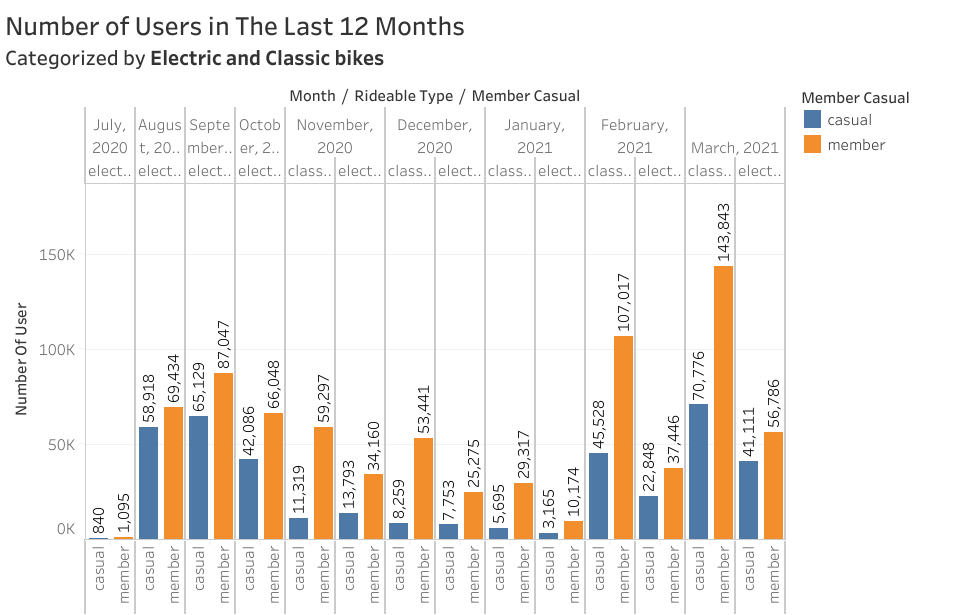 Number of Users in The Last 12 Months
Categorized by Electric and Classic bikes
Month / Rideable Type / Member Casual
Member Casual
casual
member
July, 2020
Augus t, 20..
Septe mber..
Octob er, 2..
November, 2020
December, 2020
January, 2021
February, 2021
March, 2021
elect.. elect.. elect.. elect.. class.. elect.. class.. elect.. class.. elect.. class.. elect.. class.. elect..
Number Of User
150K
100K
50K
0K
840 1,095
58,918 69,434
65,129 87,047
42,086 66,048
11,319 59,297
13,793 34,160
8,259 53,441
7,753 25,275
5,695 29,317
3,165 10,174
45,528 107,017
22,848 37,446
70,776 143,843
41,111 56,786
casual member casual member casual member casual member casual member casual member casual member casual member casual member casual member casual member casual member casual member casual member